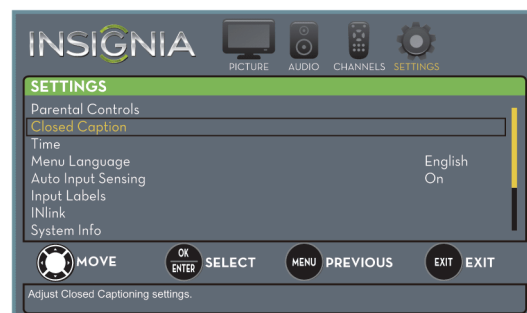 INSIGNIA
PICTURE AUDIO CHANNELS SETTINGS
SETTINGS
Parental Controls
Closed Caption
Time
Menu Language English
Auto Input Sensing On
Input Labels
INlink
System Info
MOVE OK ENTER SELECT MENU PREVIOUS EXIT EXIT
Adjust Closed Captioning settings.